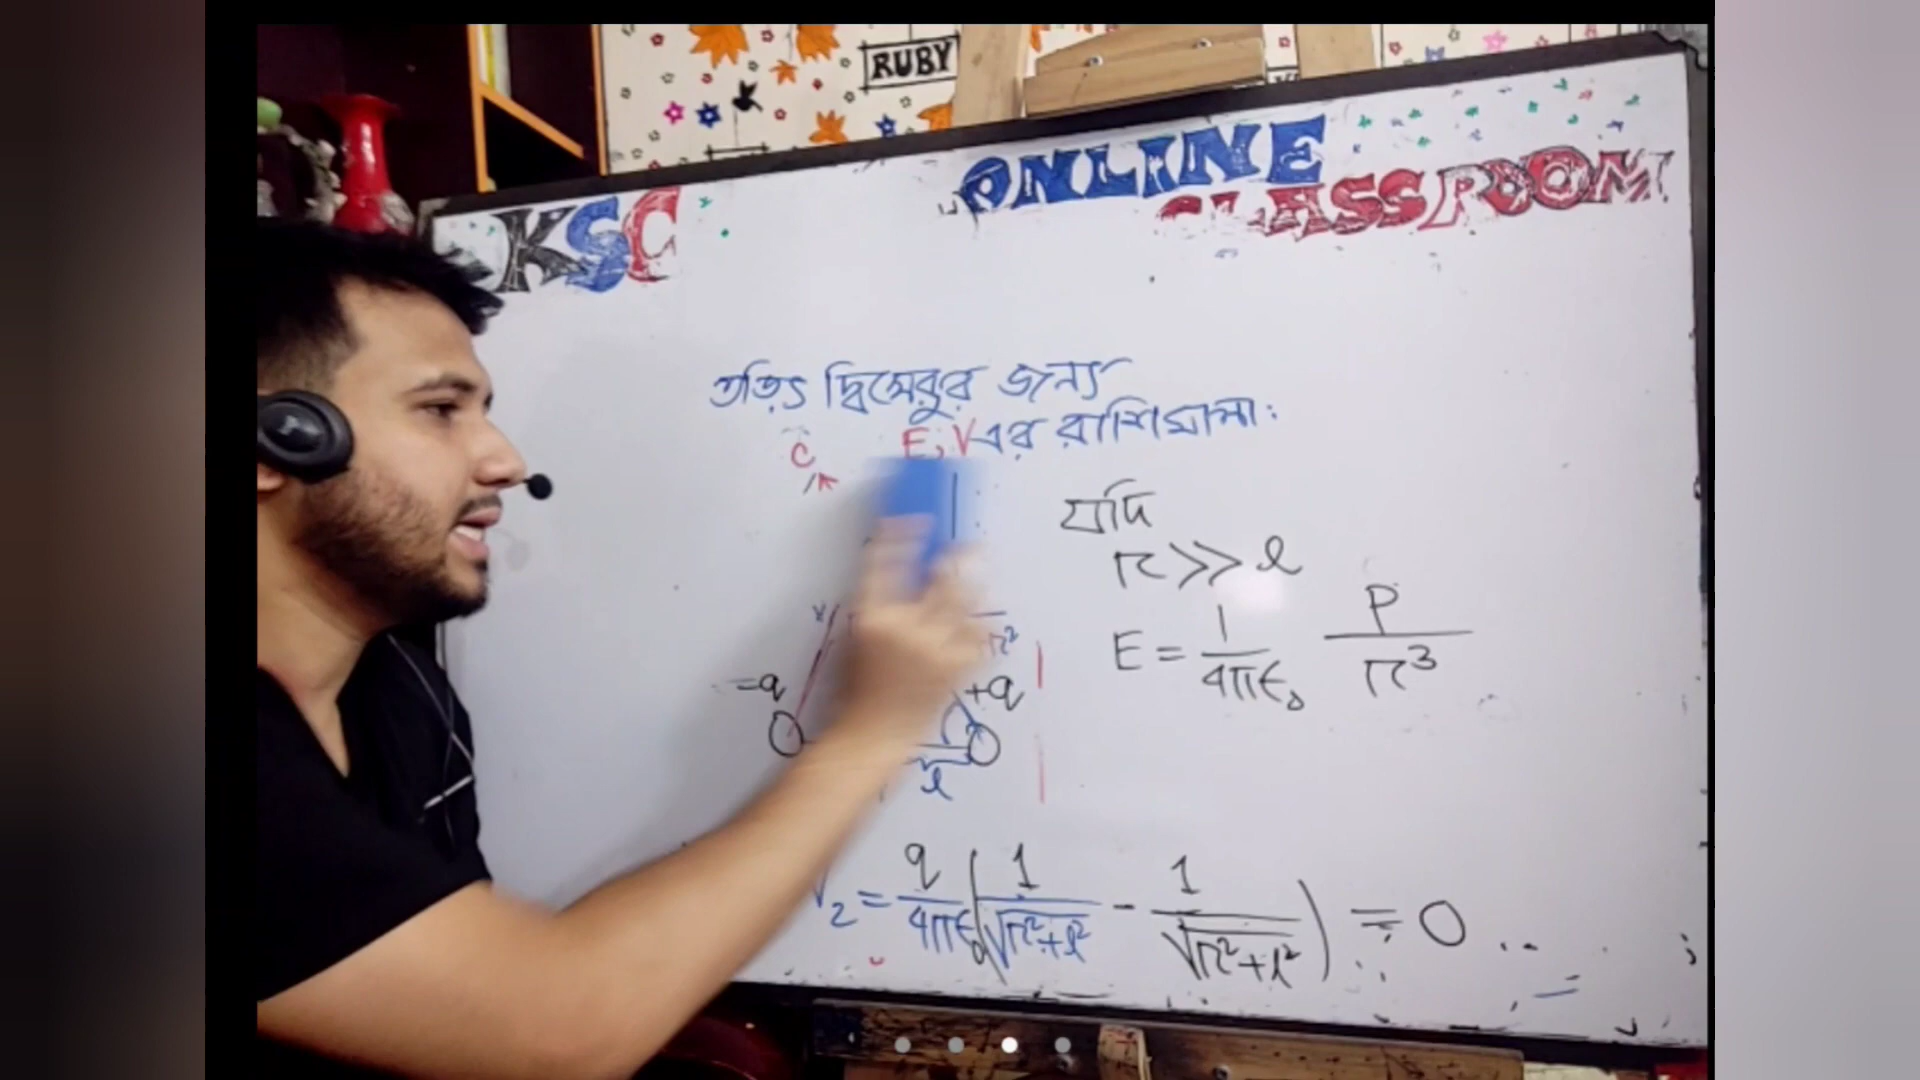 RUBY
ONLINE
CLASSROOM
KSC
তড়িৎ দ্বিমেরুর জন্য
E, V এর রাশিমালা:
C
যদি
r >> l
E = 1/4πε₀ P/r³
-q
+q
r²
l
V₂ = q/4πε₀ (1/√r²+l² - 1/√r²+l²) = 0